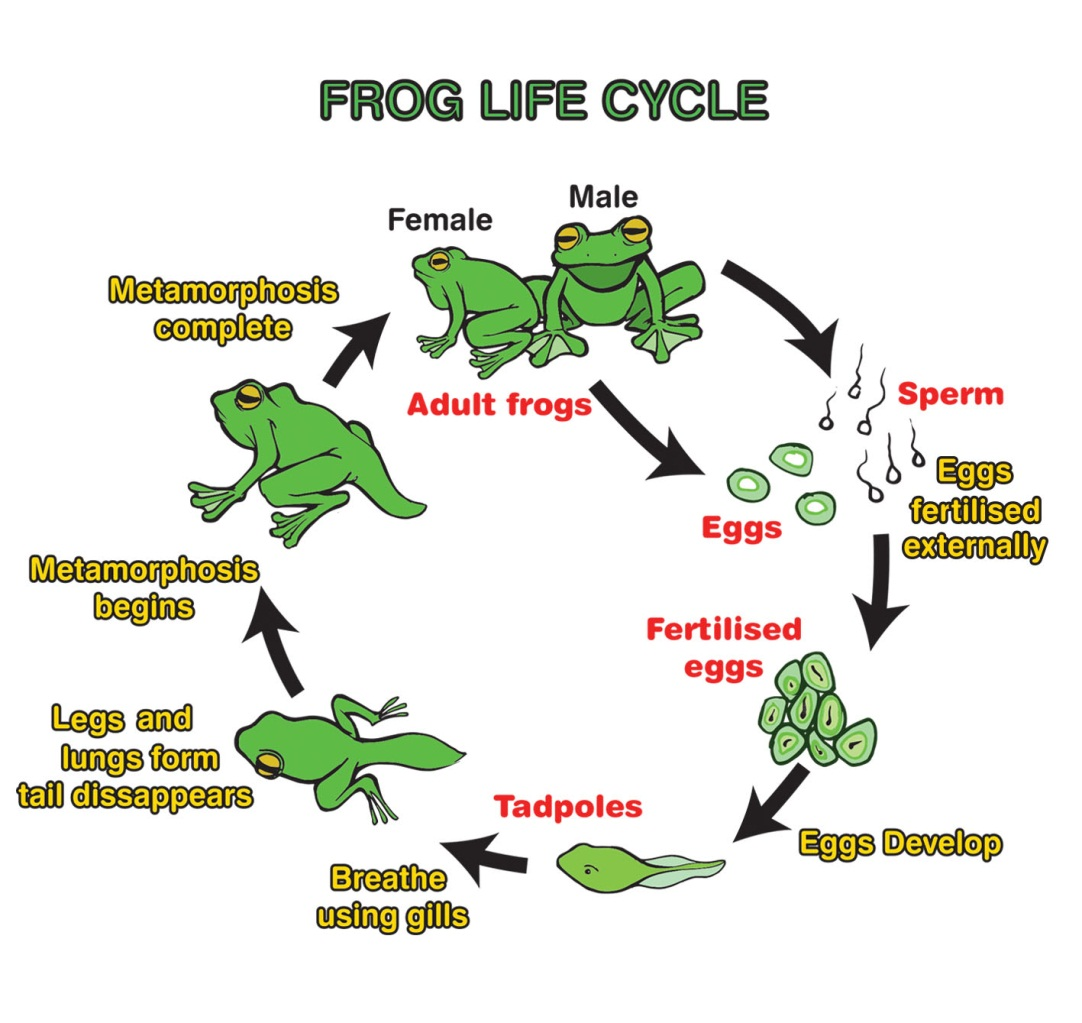 FROG LIFE CYCLE
Male
Female
Metamorphosis
complete
Adult frogs
Sperm
Eggs
fertilised
externally
Eggs
Metamorphosis
begins
Fertilised
eggs
Legs and
lungs form
tail dissappears
Tadpoles
Eggs Develop
Breathe
using gills